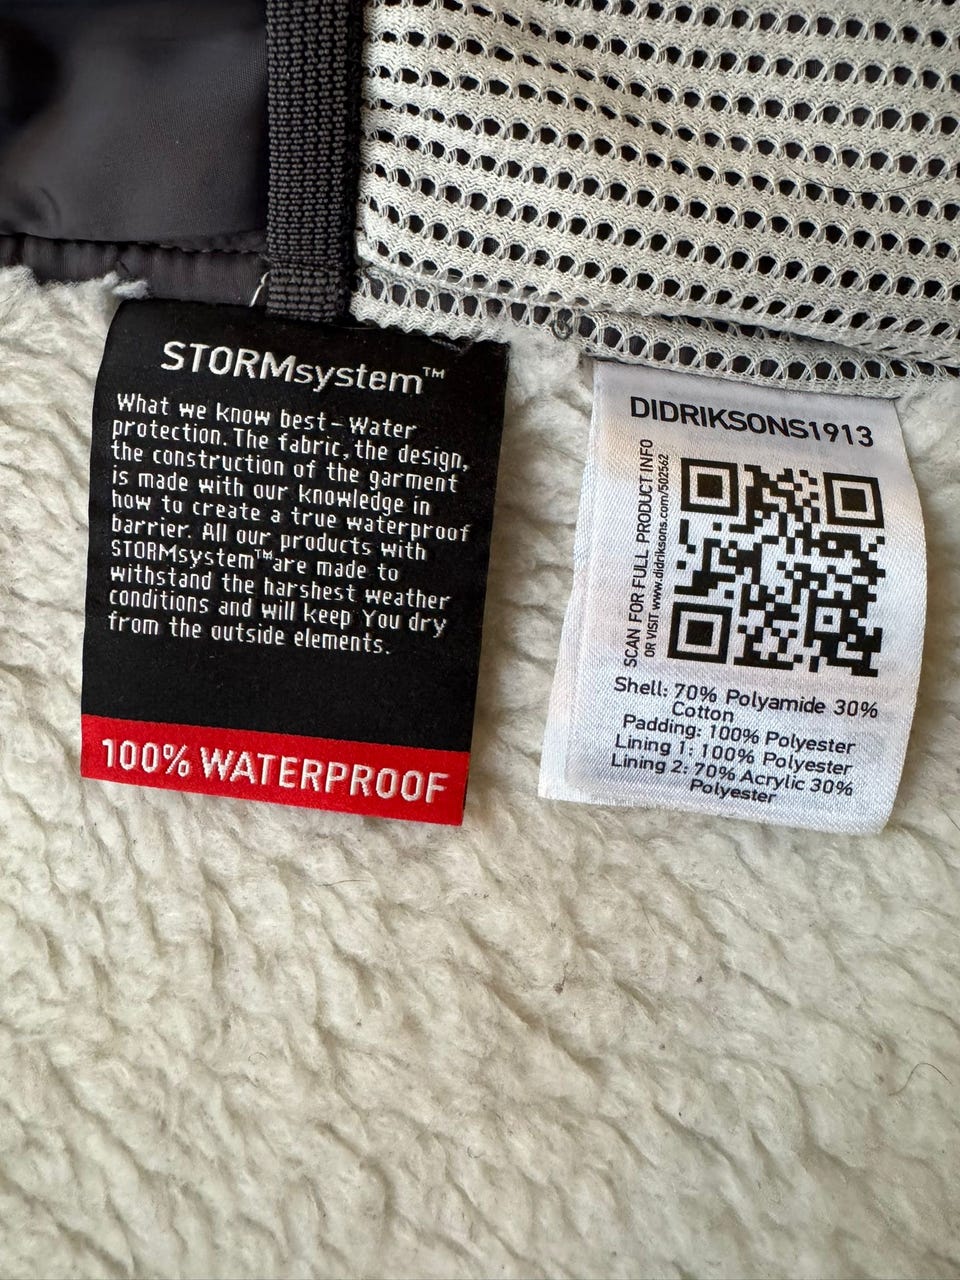 STORMsystem™
What we know best - Water
protection. The fabric, the design,
the construction of the garment
is made with our knowledge in
how to create a true waterproof
barrier. All our products with
STORMsystem™are made to
withstand the harshest weather
conditions and will keep You dry
from the outside elements.
100% WATERPROOF
DIDRIKSONS1913
SCAN FOR FULL PRODUCT INFO
OR VISIT www.didriksons.com/502562
Shell: 70% Polyamide 30%
Cotton
Padding: 100% Polyester
Lining 1: 100% Polyester
Lining 2: 70% Acrylic 30%
Polyester